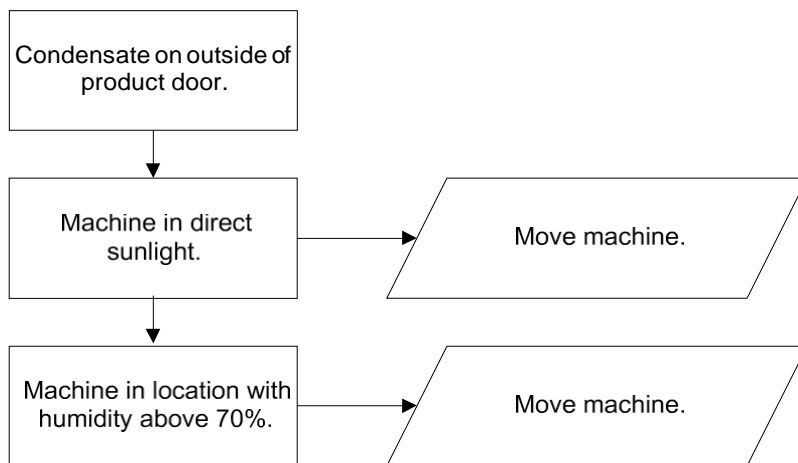 Condensate on outside of
product door.
Machine in direct
sunlight.
Move machine.
Machine in location with
humidity above 70%.
Move machine.